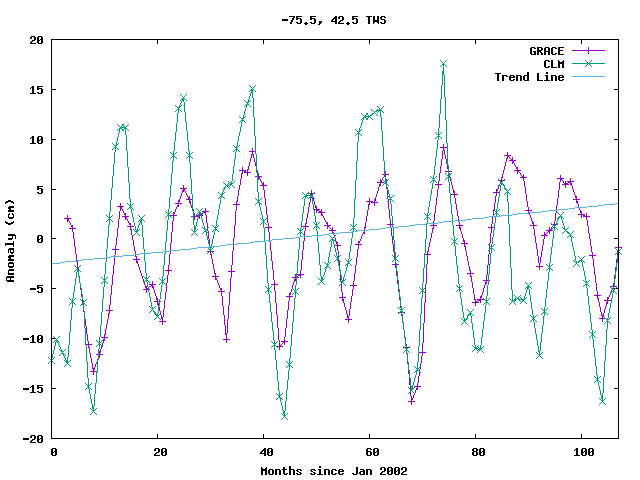 -75.5, 42.5 TWS
GRACE
CLM
Trend Line
Anomaly (cm)
20
15
10
5
0
-5
-10
-15
-20
0 20 40 60 80 100
Months since Jan 2002